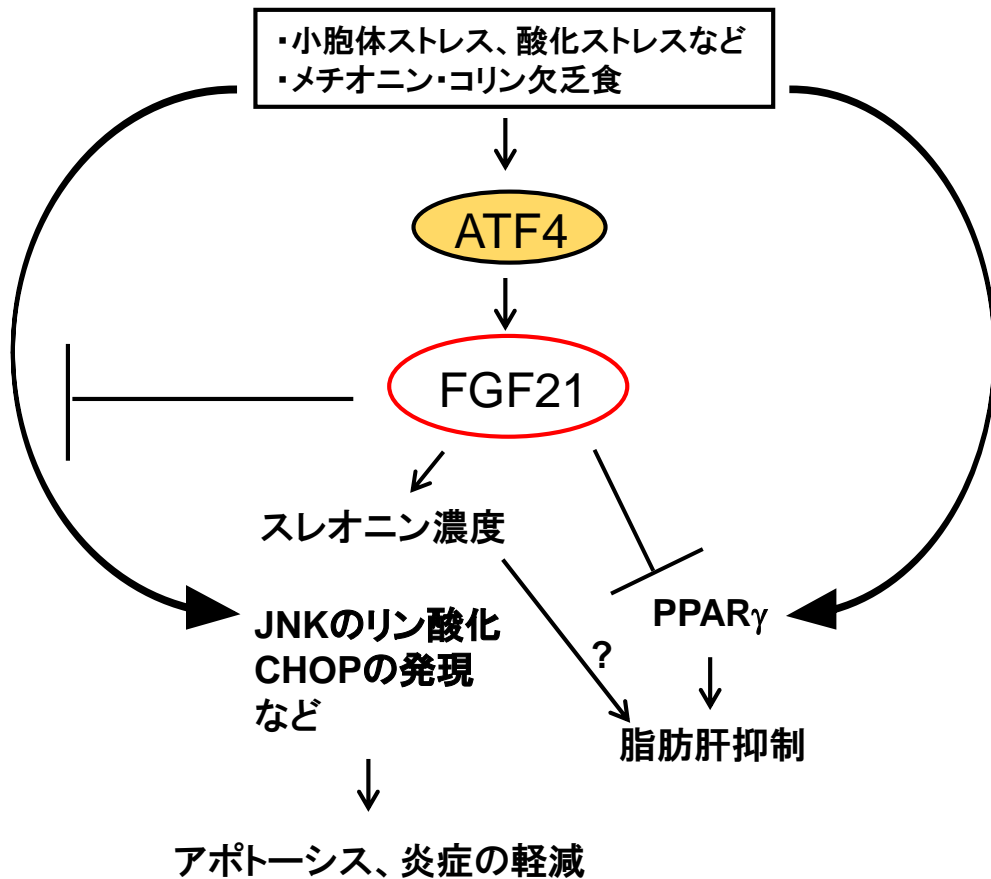 ・小胞体ストレス、酸化ストレスなど
・メチオニン・コリン欠乏食
ATF4
FGF21
スレオニン濃度
PPARγ
JNKのリン酸化
CHOPの発現
など
?
脂肪肝抑制
アポトーシス、炎症の軽減